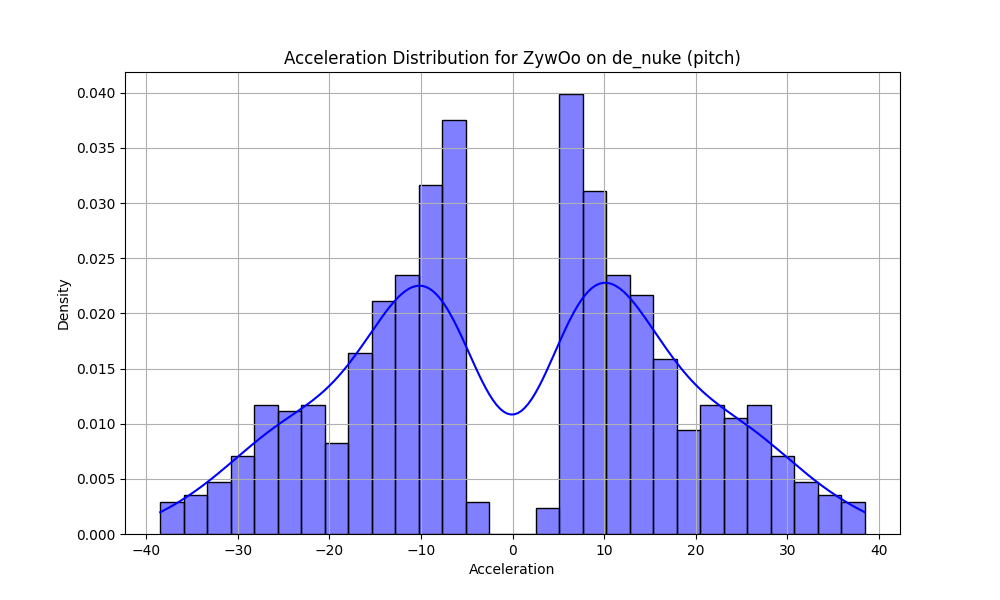 Acceleration Distribution for ZywOo on de_nuke (pitch)
0.040
0.035
0.030
0.025
0.020
0.015
0.010
0.005
0.000
Density
−40 −30 −20 −10 0 10 20 30 40
Acceleration